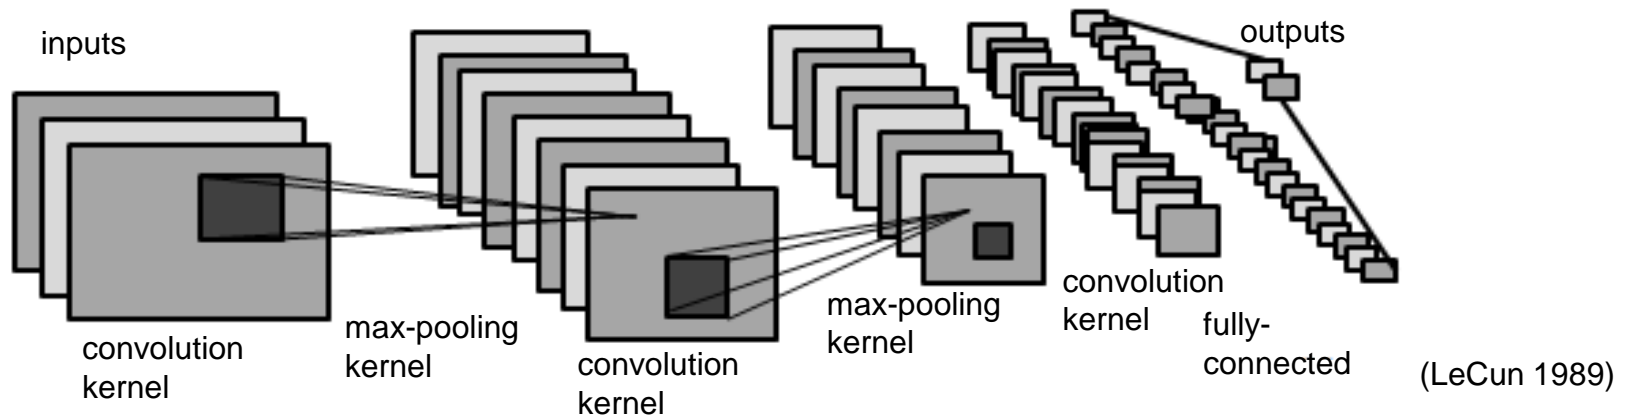 inputs
outputs
convolution
kernel
max-pooling
kernel
convolution
kernel
max-pooling
kernel
convolution
kernel
fully-
connected
(LeCun 1989)